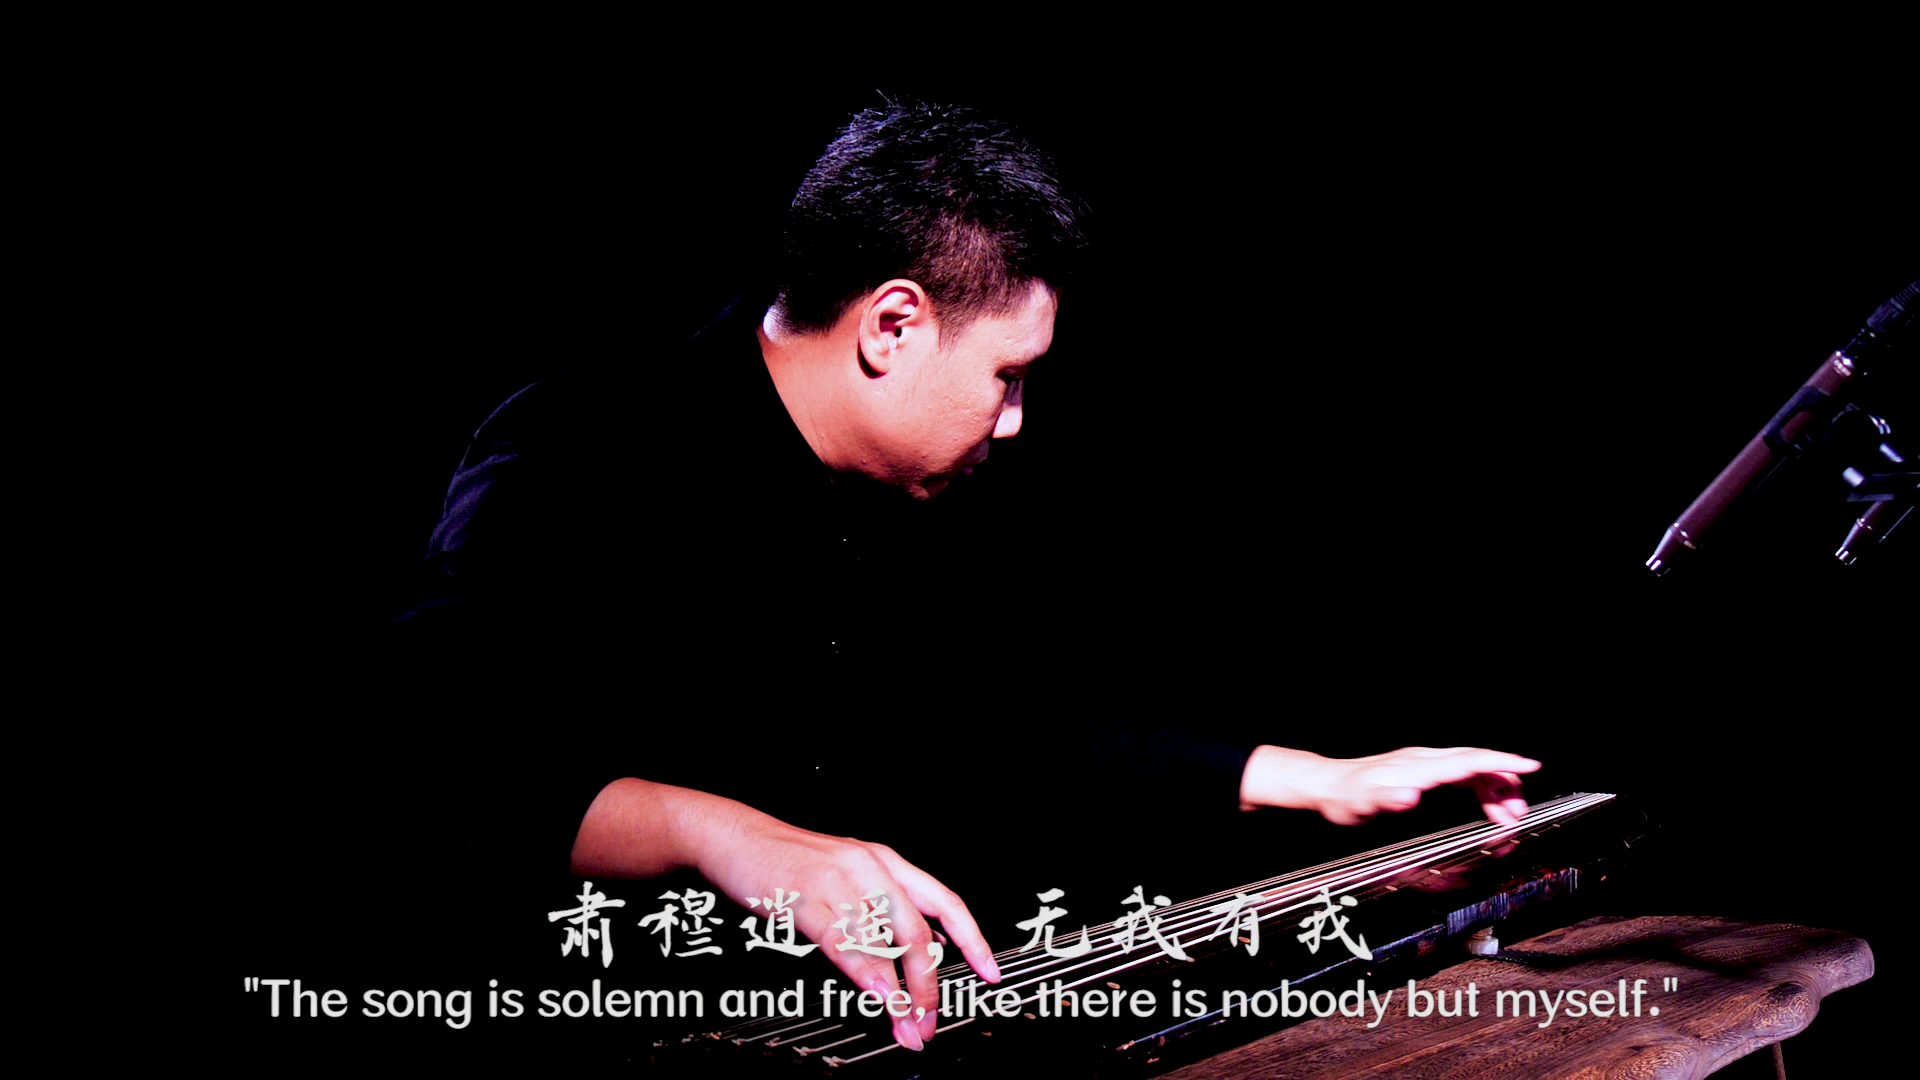 肃穆逍遥，无我有我
"The song is solemn and free, like there is nobody but myself."